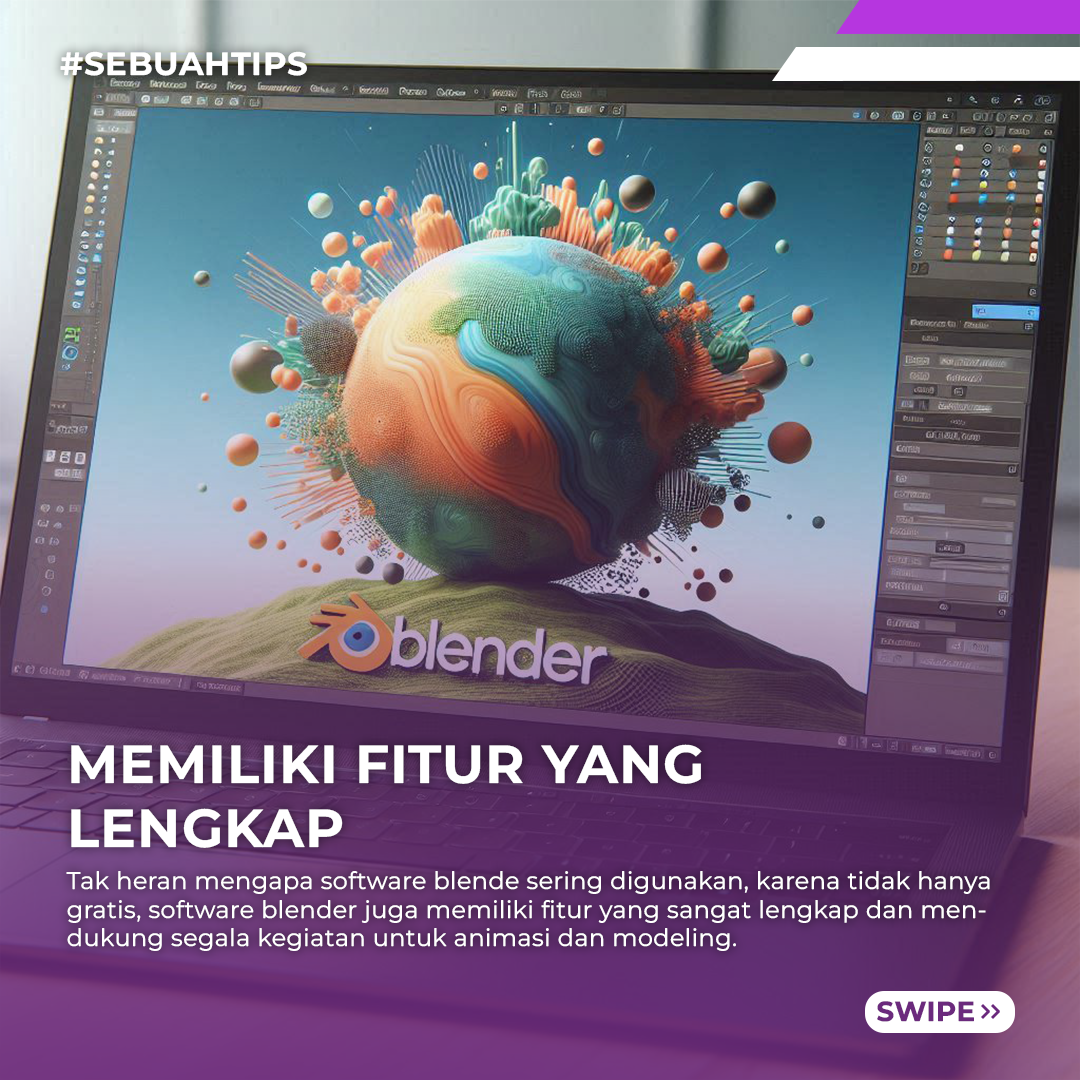 #SEBUAHTIPS
blender
MEMILIKI FITUR YANG
LENGKAP
Tak heran mengapa software blende sering digunakan, karena tidak hanya
gratis, software blender juga memiliki fitur yang sangat lengkap dan men-
dukung segala kegiatan untuk animasi dan modeling.
SWIPE